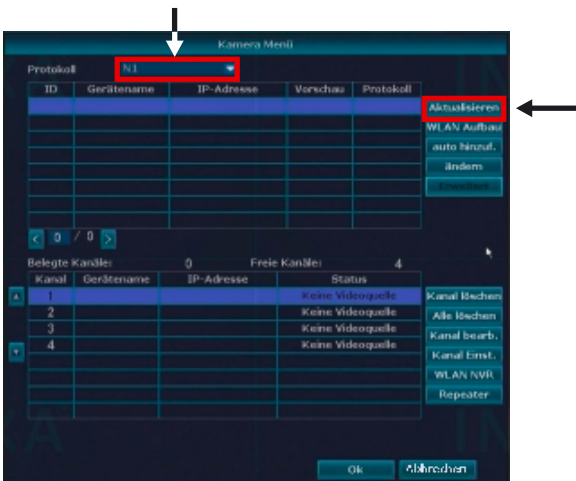 Kamera Menü
Protokoll N1
ID Gerätename IP-Adresse Vorschau Protokoll
Aktualisieren
WLAN Aufbau
auto hinzuf.
ändern
Erweitert
< 0 / 0 >
Belegte Kanäle: 0 Freie Kanäle: 4
Kanal Gerätename IP-Adresse Status
1 Keine Videoquelle Kanal löschen
2 Keine Videoquelle Alle löschen
3 Keine Videoquelle Kanal bearb.
4 Keine Videoquelle Kanal Einst.
WLAN NVR
Repeater
Ok Abbrechen